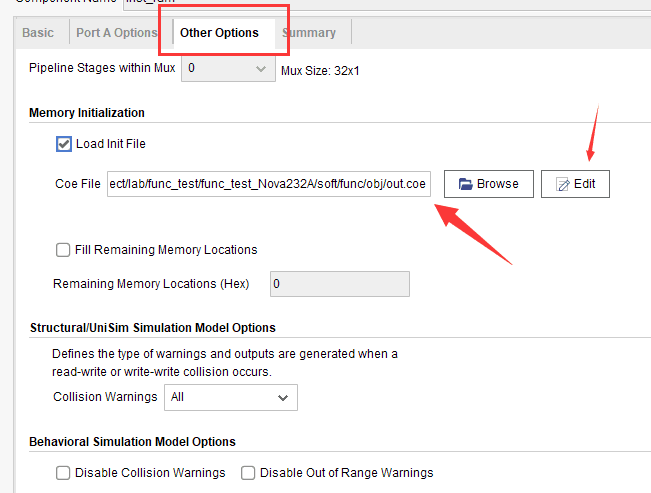 Component Name inst_ram
Basic Port A Options Other Options Summary
Pipeline Stages within Mux 0 Mux Size: 32x1
Memory Initialization
Load Init File
Coe File ect/lab/func_test/func_test_Nova232A/soft/func/obj/out.coe Browse Edit
Fill Remaining Memory Locations
Remaining Memory Locations (Hex) 0
Structural/UniSim Simulation Model Options
Defines the type of warnings and outputs are generated when a
read-write or write-write collision occurs.
Collision Warnings All
Behavioral Simulation Model Options
Disable Collision Warnings Disable Out of Range Warnings